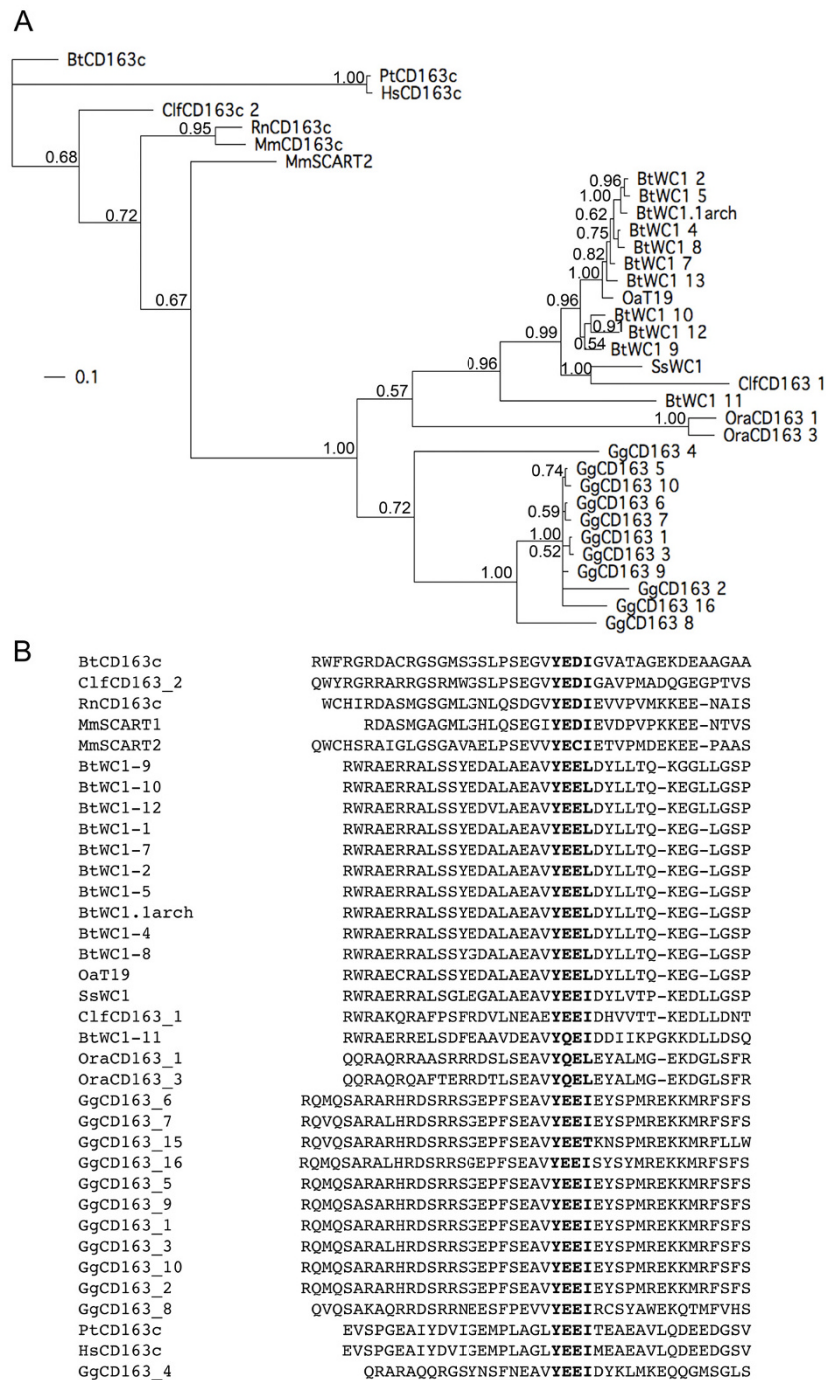 A
BtCD163c
1.00 PtCD163c
HsCD163c
ClfCD163c 2
0.95 RnCD163c
MmCD163c
0.68 MmSCART2
0.72
0.96 BtWC1 2
1.00 BtWC1 5
0.62 BtWC1.1arch
0.75 BtWC1 4
BtWC1 8
0.82 BtWC1 7
1.00 BtWC1 13
0.67 OaT19
0.96 BtWC1 10
0.99 0.91 BtWC1 12
0.54 BtWC1 9
0.96 1.00 SsWC1
0.1 ClfCD163 1
0.57 BtWC1 11
1.00 OraCD163 1
OraCD163 3
1.00 GgCD163 4
0.74 GgCD163 5
GgCD163 10
0.72 0.59 GgCD163 6
GgCD163 7
1.00 GgCD163 1
0.52 GgCD163 3
1.00 GgCD163 9
GgCD163 2
GgCD163 16
GgCD163 8
B
BtCD163c RWFRGRDACRGSGMSGSLPSEGVYEDIGVATAGEKDEAAGAA
ClfCD163_2 QWYRGRRACRRGSRMWGSLPSEGVYEDIGAVPMADQGEGPTVS
RnCD163c WCHIRDASMGSGMLGNLQSDGVYEDIEVVPVMKKEE-NAIS
MmSCART1 RDASMGAGMLGHLQSEGIYEDIEVDPVPKKEE-NTVS
MmSCART2 QWCHSRAIGLGSGAVAELPSEVVYECIETVPMDEKEE-PAAS
BtWC1-9 RWRAERRALSSYEDALAEAVYEELDYLLTQ-KGGLLGSP
BtWC1-10 RWRAERRALSSYEDALAEAVYEELDYLLTQ-KEG-LGSP
BtWC1-12 RWRAERRALSSYEDVLAEAVYEELDYLLTQ-KEG-LGSP
BtWC1-1 RWRAERRALSSYEDALAEAVYEELDYLLTQ-KEG-LGSP
BtWC1-7 RWRAERRALSSYEDALAEAVYEELDYLLTQ-KEG-LGSP
BtWC1-2 RWRAERRALSSYEDALAEAVYEELDYLLTQ-KEG-LGSP
BtWC1-5 RWRAERRALSSYEDALAEAVYEELDYLLTQ-KEG-LGSP
BtWC1.1arch RWRAERRALSSYEDALAEAVYEELDYLLTQ-KEG-LGSP
BtWC1-4 RWRAERRALSSYEDALAEAVYEELDYLLTQ-KEG-LGSP
BtWC1-8 RWRAERRALSSYGDALAEAVYEELDYLLTQ-KEG-LGSP
OaT19 RWRAECRALSSYEDALAEAVYEELDYLLTQ-KEG-LGSP
SsWC1 RWRAERRALSGLEGALAEAVYEEIDYLVTP-KEDLLGSP
ClfCD163_1 RWRAKQRAFPSFRDVLNEAEYEEIDHVVTT-KEDLLDNT
BtWC1-11 RWRAERRELSDFEAAVDEAVYQEIDDIIKPGKKDLLDSQ
OraCD163_1 QQRAQRRAASRRRDSLSEAVYQELEYALMG-EKDGLSFR
OraCD163_3 QQRAQRQAFTERRDTLSEAVYQELEYALMG-EKDRLSFR
GgCD163_6 RQMQSARARHRDSRRSGEPFSEAVYEEIEYSPMREKKMRFSFS
GgCD163_7 RQVQSARALHRDSRRSGEPFSEAVYEEIEYSPMREKKMRFSFS
GgCD163_15 RQVQSARARHRDSRRSGEPFSEAVYEETKNSPMREKKMRFLLW
GgCD163_16 RQMQSARALHRDSRRSGEPFSEAVYEEISYSYMREKKMRFSFS
GgCD163_5 RQMQSARARHRDSRRSGEPFSEAVYEEIEYSPMREKKMRFSFS
GgCD163_9 RQMQSASARHRDSRRSGEPFSEAVYEEIEYSPMREKKMRFSFS
GgCD163_1 RQMQSARARHRDSRRSGEPFSEAVYEEIEYSPMREKKMRFSFS
GgCD163_3 RQMQSARALHRDSRRSGEPFSEAVYEEIEYSPMREKKMRFSFS
GgCD163_10 RQMQSARARHRDSRRSGEPFSEAVYEEIEYSPMREKKMRFSFS
GgCD163_2 RQMQSARARHRDSRRSGEPFSEAVYEEIEYSPMREKKMRFSFS
GgCD163_8 QVQSAKAQRRDSRRNEESFPEVVYEEIRCSYAWEKQTMFVHS
PtCD163c EVSPGEAIYDVIGEMPLAGLYEEITEAEAVLQDEEDGSV
HsCD163c EVSPGEAIYDVIGEMPLAGLYEEIMEAEAVLQDEEDGSV
GgCD163_4 QRARAQQRGSYNSFNEAVYEEIDYKLMKEQQGMSGLS